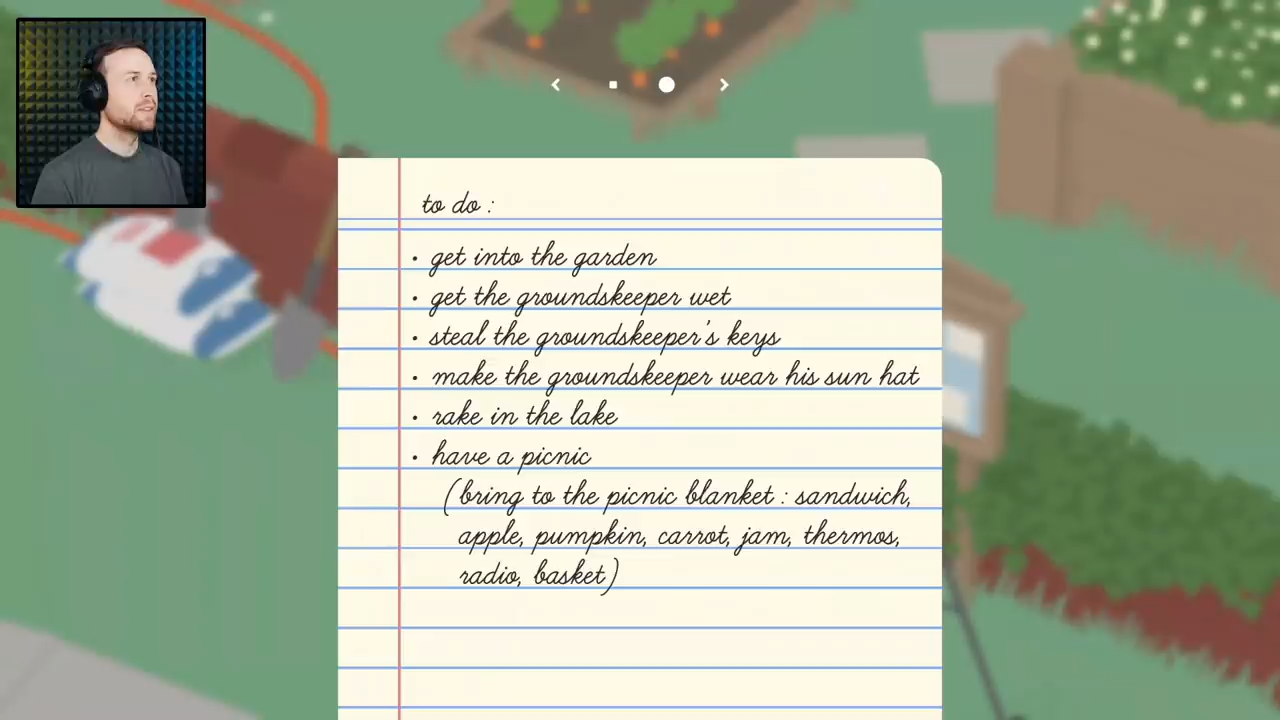 to do :
• get into the garden
• get the groundskeeper wet
• steal the groundskeeper's keys
• make the groundskeeper wear his sun hat
• rake in the lake
• have a picnic
(bring to the picnic blanket : sandwich,
apple, pumpkin, carrot, jam, thermos,
radio, basket)